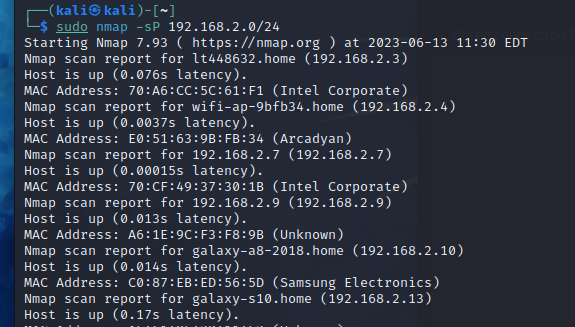 ┌──(kali㉿kali)-[~]
└─$ sudo nmap -sP 192.168.2.0/24
Starting Nmap 7.93 ( https://nmap.org ) at 2023-06-13 11:30 EDT
Nmap scan report for lt448632.home (192.168.2.3)
Host is up (0.076s latency).
MAC Address: 70:A6:CC:5C:61:F1 (Intel Corporate)
Nmap scan report for wifi-ap-9bfb34.home (192.168.2.4)
Host is up (0.0037s latency).
MAC Address: E0:51:63:9B:FB:34 (Arcadyan)
Nmap scan report for 192.168.2.7 (192.168.2.7)
Host is up (0.00015s latency).
MAC Address: 70:CF:49:37:30:1B (Intel Corporate)
Nmap scan report for 192.168.2.9 (192.168.2.9)
Host is up (0.013s latency).
MAC Address: A6:1E:9C:F3:F8:9B (Unknown)
Nmap scan report for galaxy-a8-2018.home (192.168.2.10)
Host is up (0.014s latency).
MAC Address: C0:87:EB:ED:56:5D (Samsung Electronics)
Nmap scan report for galaxy-s10.home (192.168.2.13)
Host is up (0.17s latency).